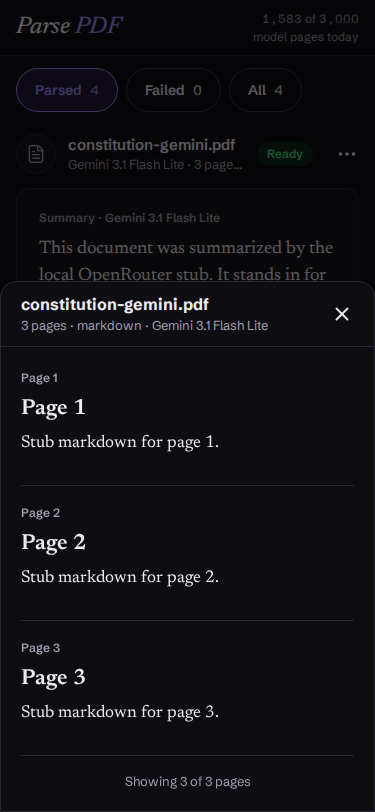 Parse PDF
1,583 of 3,000
model pages today
Parsed 4
Failed 0
All 4
constitution-gemini.pdf
Gemini 3.1 Flash Lite · 3 page...
Ready
Summary · Gemini 3.1 Flash Lite
This document was summarized by the
local OpenRouter stub. It stands in for
constitution-gemini.pdf
3 pages · markdown · Gemini 3.1 Flash Lite
Page 1
Page 1
Stub markdown for page 1.
Page 2
Page 2
Stub markdown for page 2.
Page 3
Page 3
Stub markdown for page 3.
Showing 3 of 3 pages